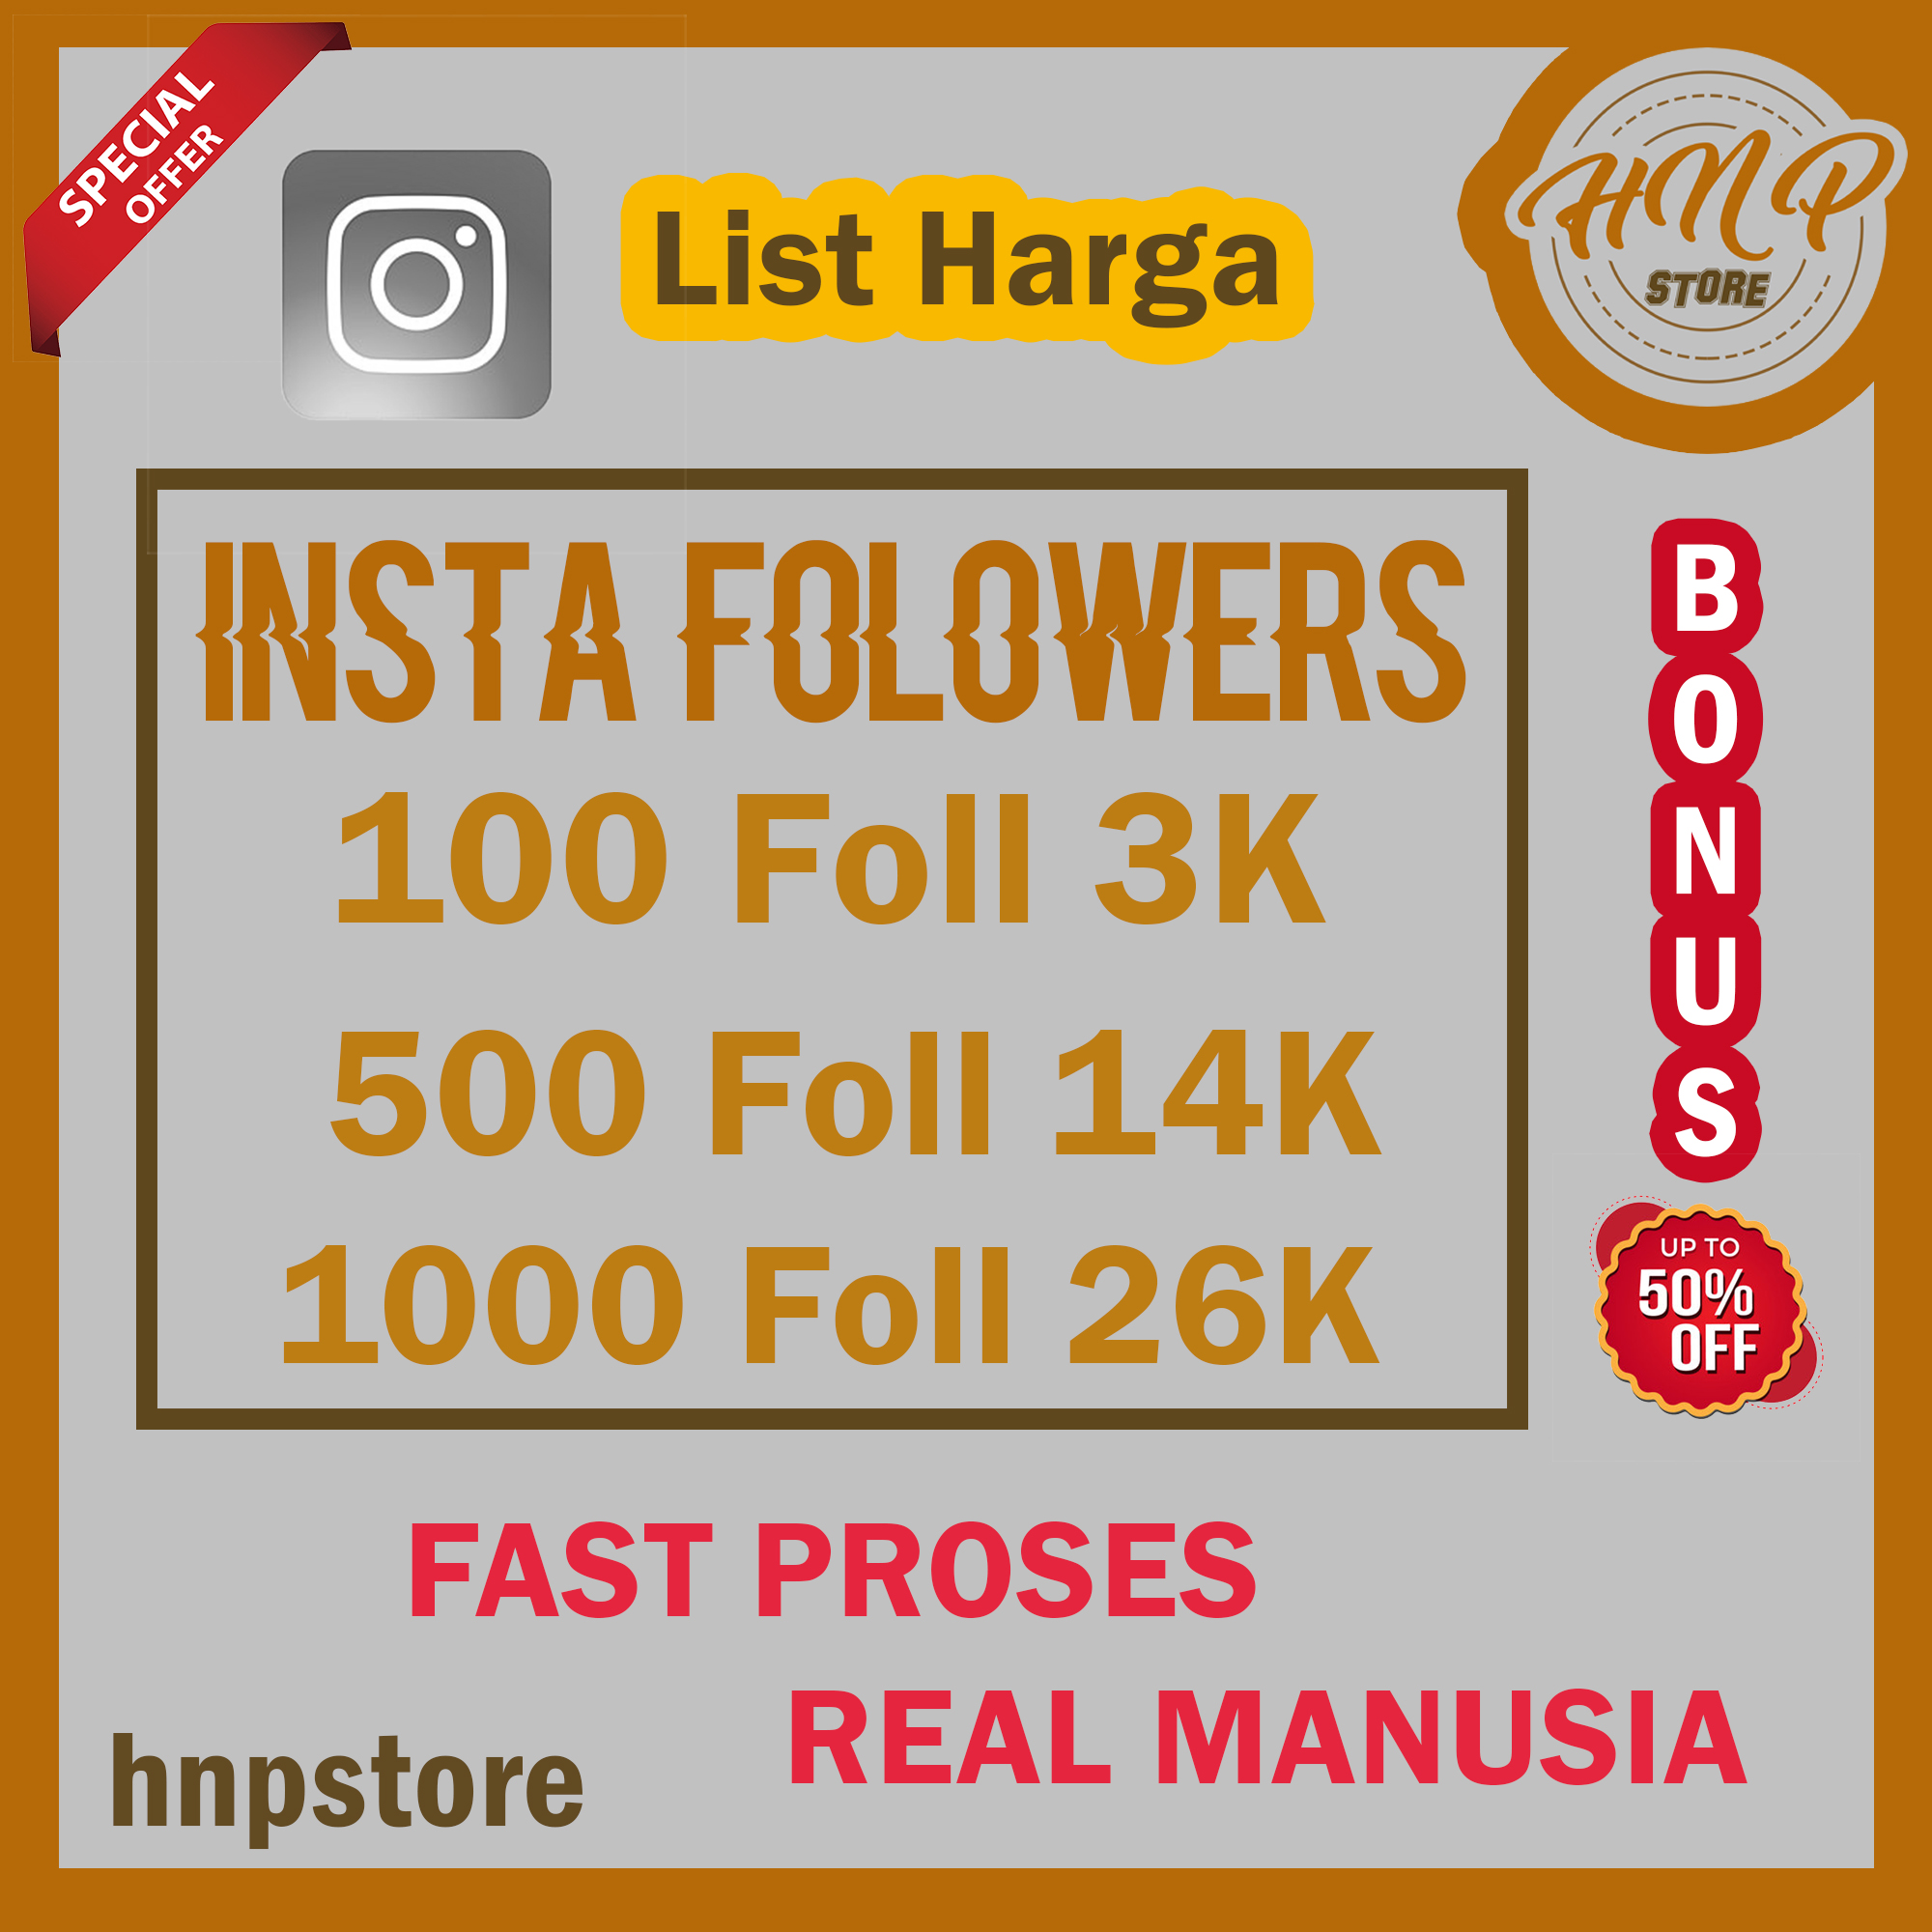 SPECIAL
OFFER
List Harga
HNP
STORE
INSTA FOLOWERS
100 Foll 3K
500 Foll 14K
1000 Foll 26K
BONUS
UP TO
50%
OFF
FAST PROSES
REAL MANUSIA
hnpstore